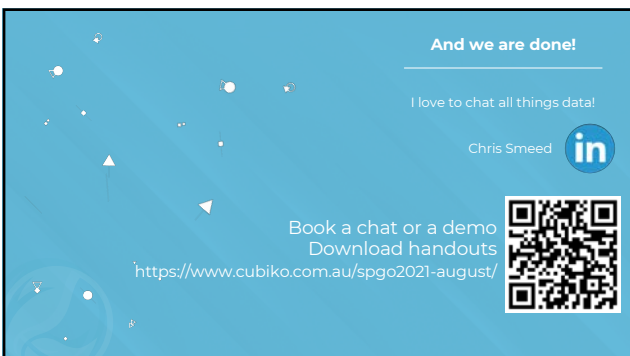 And we are done!
I love to chat all things data!
Chris Smeed
in
Book a chat or a demo
Download handouts
https://www.cubiko.com.au/spgo2021-august/